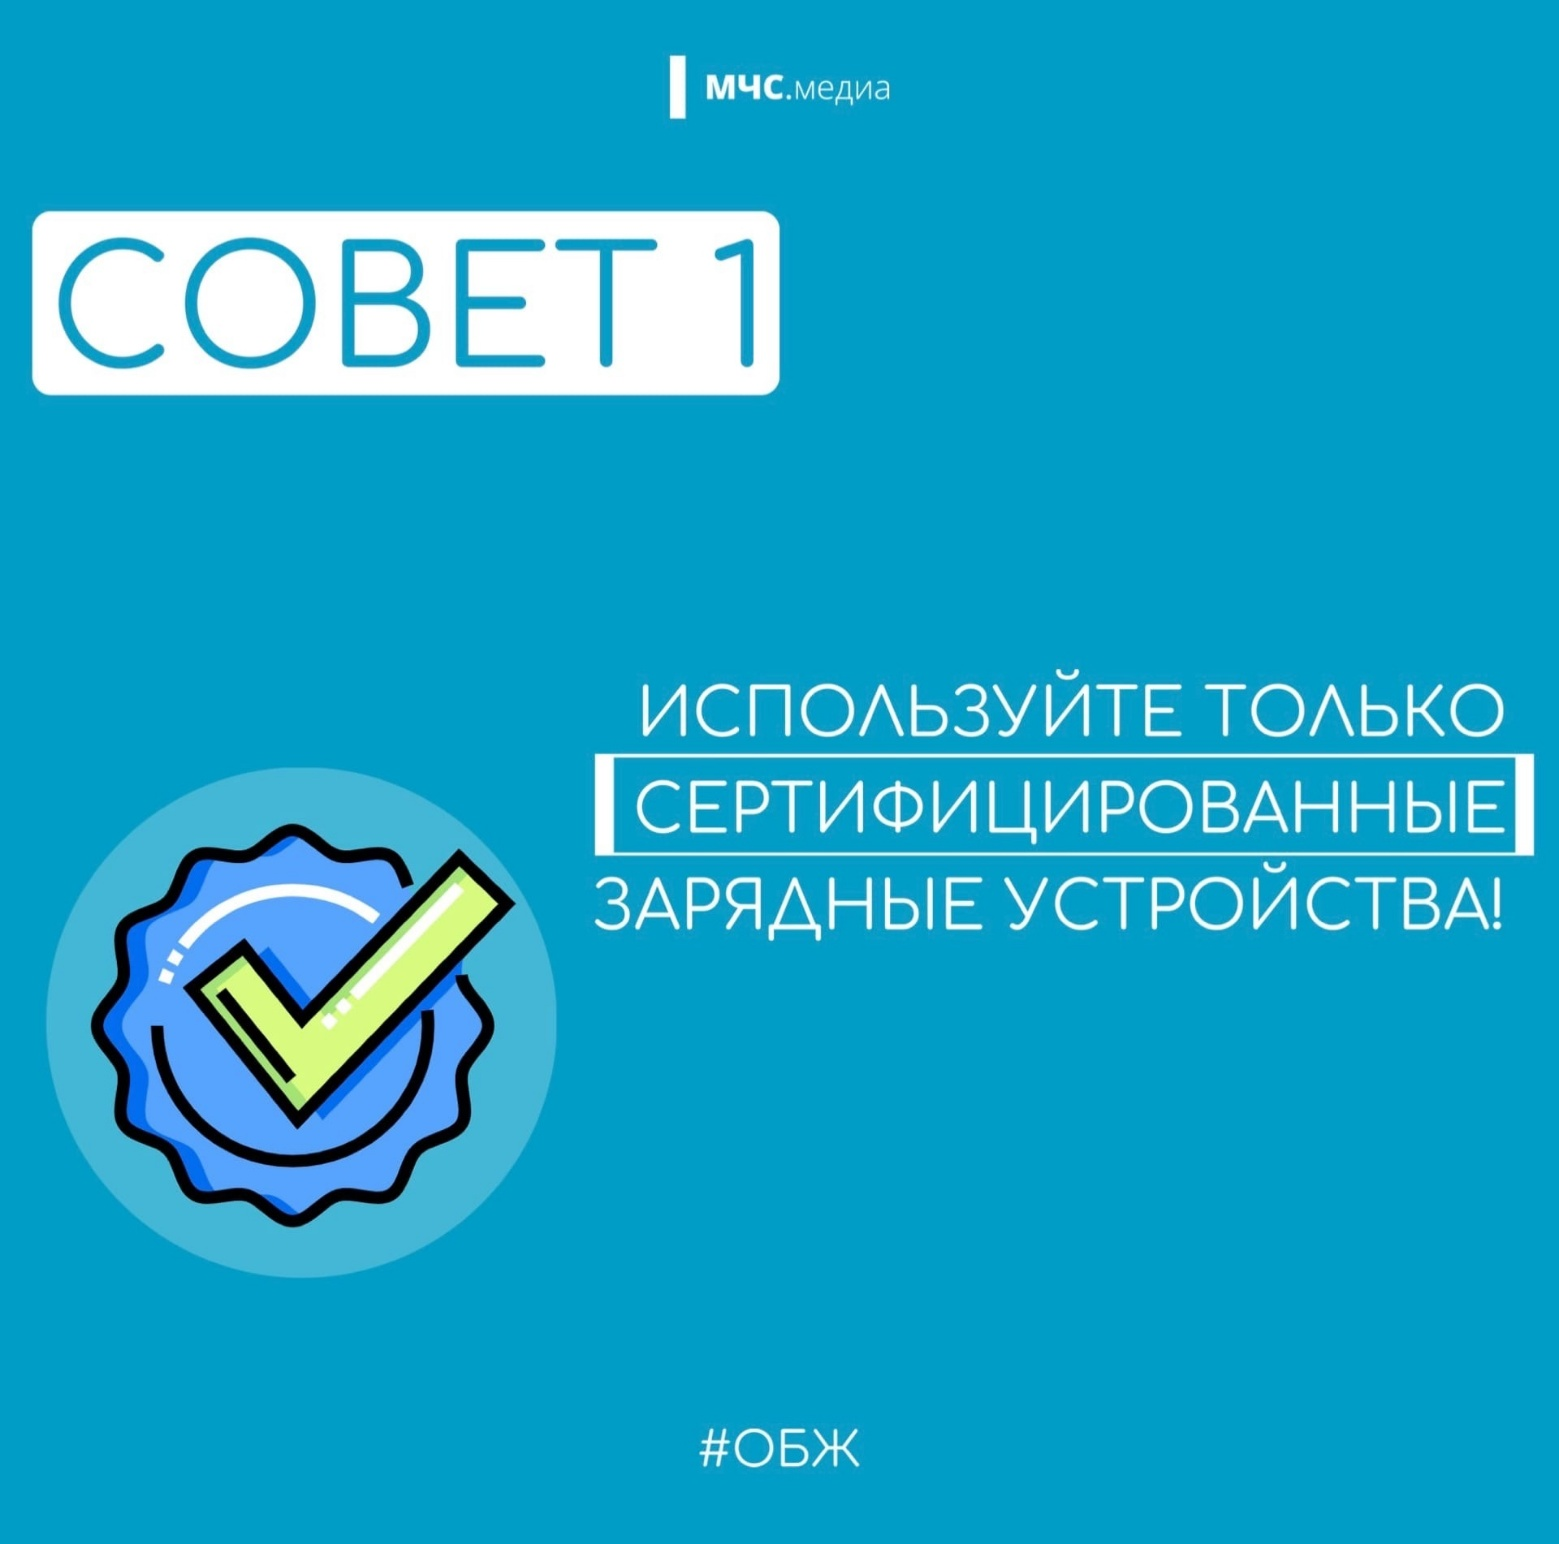 МЧС.медиа
СОВЕТ 1
ИСПОЛЬЗУЙТЕ ТОЛЬКО
СЕРТИФИЦИРОВАННЫЕ
ЗАРЯДНЫЕ УСТРОЙСТВА!
#ОБЖ